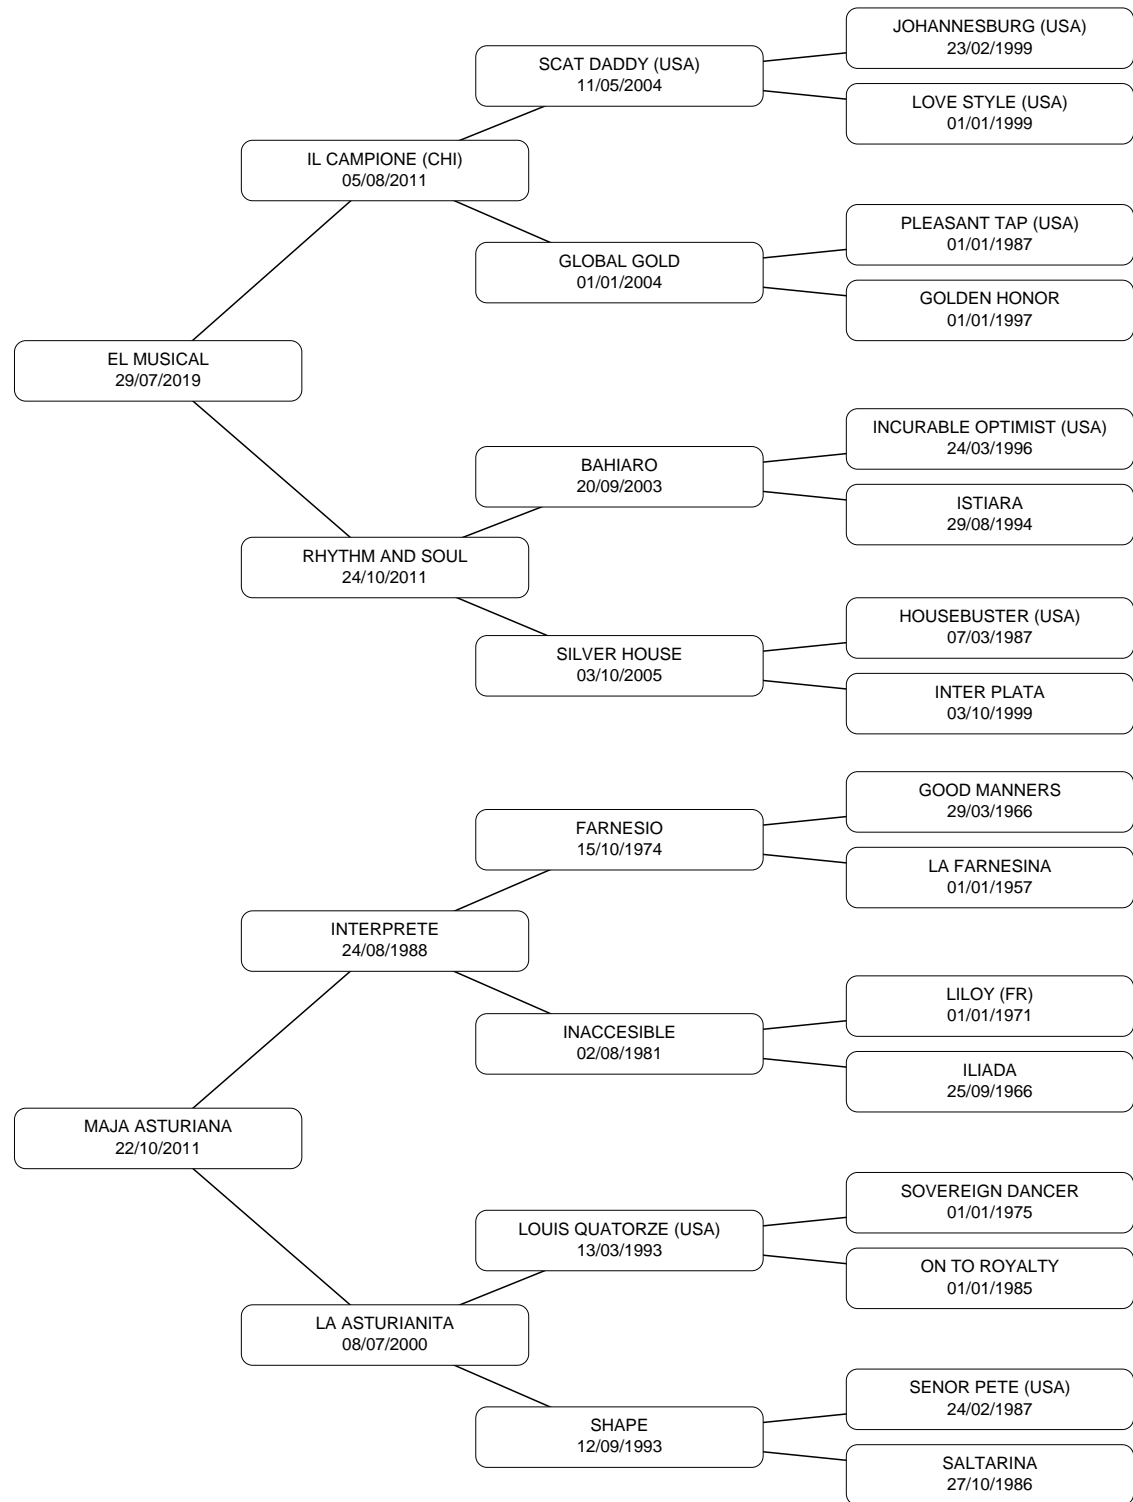 JOHANNESBURG (USA)
23/02/1999
SCAT DADDY (USA)
11/05/2004
LOVE STYLE (USA)
01/01/1999
IL CAMPIONE (CHI)
05/08/2011
PLEASANT TAP (USA)
01/01/1987
GLOBAL GOLD
01/01/2004
GOLDEN HONOR
01/01/1997
EL MUSICAL
29/07/2019
INCURABLE OPTIMIST (USA)
24/03/1996
BAHIARO
20/09/2003
ISTIARA
29/08/1994
RHYTHM AND SOUL
24/10/2011
HOUSEBUSTER (USA)
07/03/1987
SILVER HOUSE
03/10/2005
INTER PLATA
03/10/1999
GOOD MANNERS
29/03/1966
FARNESIO
15/10/1974
LA FARNESINA
01/01/1957
INTERPRETE
24/08/1988
LILOY (FR)
01/01/1971
INACCESIBLE
02/08/1981
ILIADA
25/09/1966
MAJA ASTURIANA
22/10/2011
SOVEREIGN DANCER
01/01/1975
LOUIS QUATORZE (USA)
13/03/1993
ON TO ROYALTY
01/01/1985
LA ASTURIANITA
08/07/2000
SENOR PETE (USA)
24/02/1987
SHAPE
12/09/1993
SALTARINA
27/10/1986